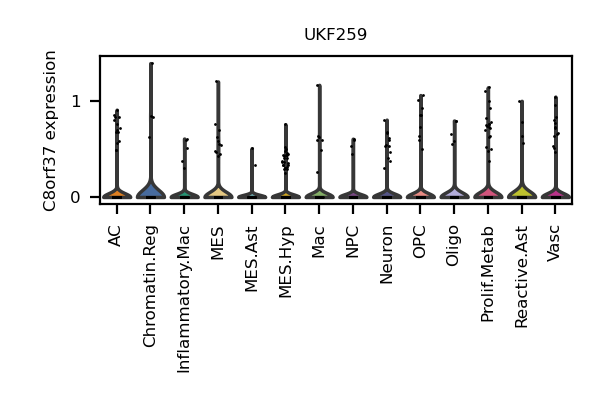 UKF259
C8orf37 expression
1
0
AC
Chromatin.Reg
Inflammatory.Mac
MES
MES.Ast
MES.Hyp
Mac
NPC
Neuron
OPC
Oligo
Prolif.Metab
Reactive.Ast
Vasc